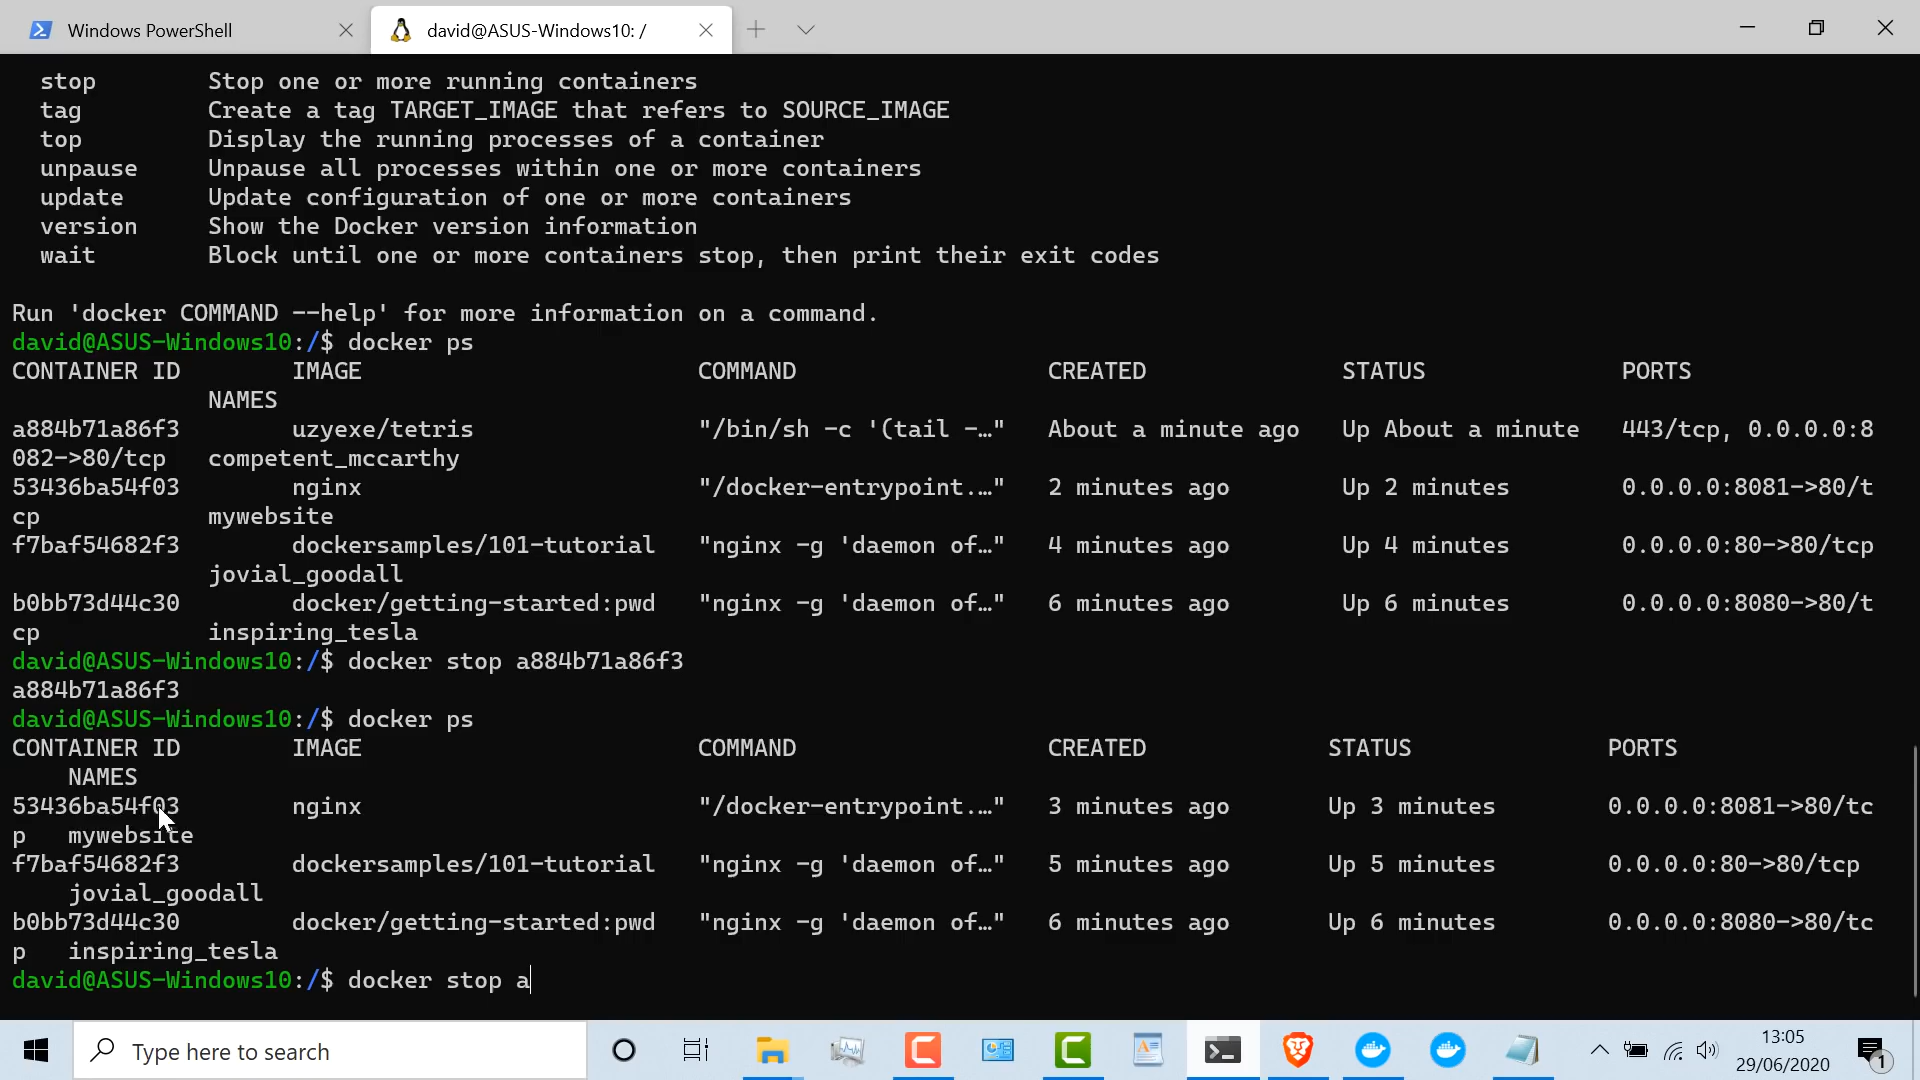 Windows PowerShell
david@ASUS-Windows10: /
stop Stop one or more running containers
tag Create a tag TARGET_IMAGE that refers to SOURCE_IMAGE
top Display the running processes of a container
unpause Unpause all processes within one or more containers
update Update configuration of one or more containers
version Show the Docker version information
wait Block until one or more containers stop, then print their exit codes
Run 'docker COMMAND --help' for more information on a command.
david@ASUS-Windows10:/$ docker ps
CONTAINER ID IMAGE COMMAND CREATED STATUS PORTS
NAMES
a884b71a86f3 uzyexe/tetris "/bin/sh -c '(tail -…" About a minute ago Up About a minute 443/tcp, 0.0.0.0:8
082->80/tcp competent_mccarthy
53436ba54f03 nginx "/docker-entrypoint.…" 2 minutes ago Up 2 minutes 0.0.0.0:8081->80/t
cp mywebsite
f7baf54682f3 dockersamples/101-tutorial "nginx -g 'daemon of…" 4 minutes ago Up 4 minutes 0.0.0.0:80->80/tcp
jovial_goodall
b0bb73d44c30 docker/getting-started:pwd "nginx -g 'daemon of…" 6 minutes ago Up 6 minutes 0.0.0.0:8080->80/t
cp inspiring_tesla
david@ASUS-Windows10:/$ docker stop a884b71a86f3
a884b71a86f3
david@ASUS-Windows10:/$ docker ps
CONTAINER ID IMAGE COMMAND CREATED STATUS PORTS
NAMES
53436ba54f03 nginx "/docker-entrypoint.…" 3 minutes ago Up 3 minutes 0.0.0.0:8081->80/tc
p mywebsite
f7baf54682f3 dockersamples/101-tutorial "nginx -g 'daemon of…" 5 minutes ago Up 5 minutes 0.0.0.0:80->80/tcp
jovial_goodall
b0bb73d44c30 docker/getting-started:pwd "nginx -g 'daemon of…" 6 minutes ago Up 6 minutes 0.0.0.0:8080->80/tc
p inspiring_tesla
david@ASUS-Windows10:/$ docker stop a
Type here to search
13:05
29/06/2020
1